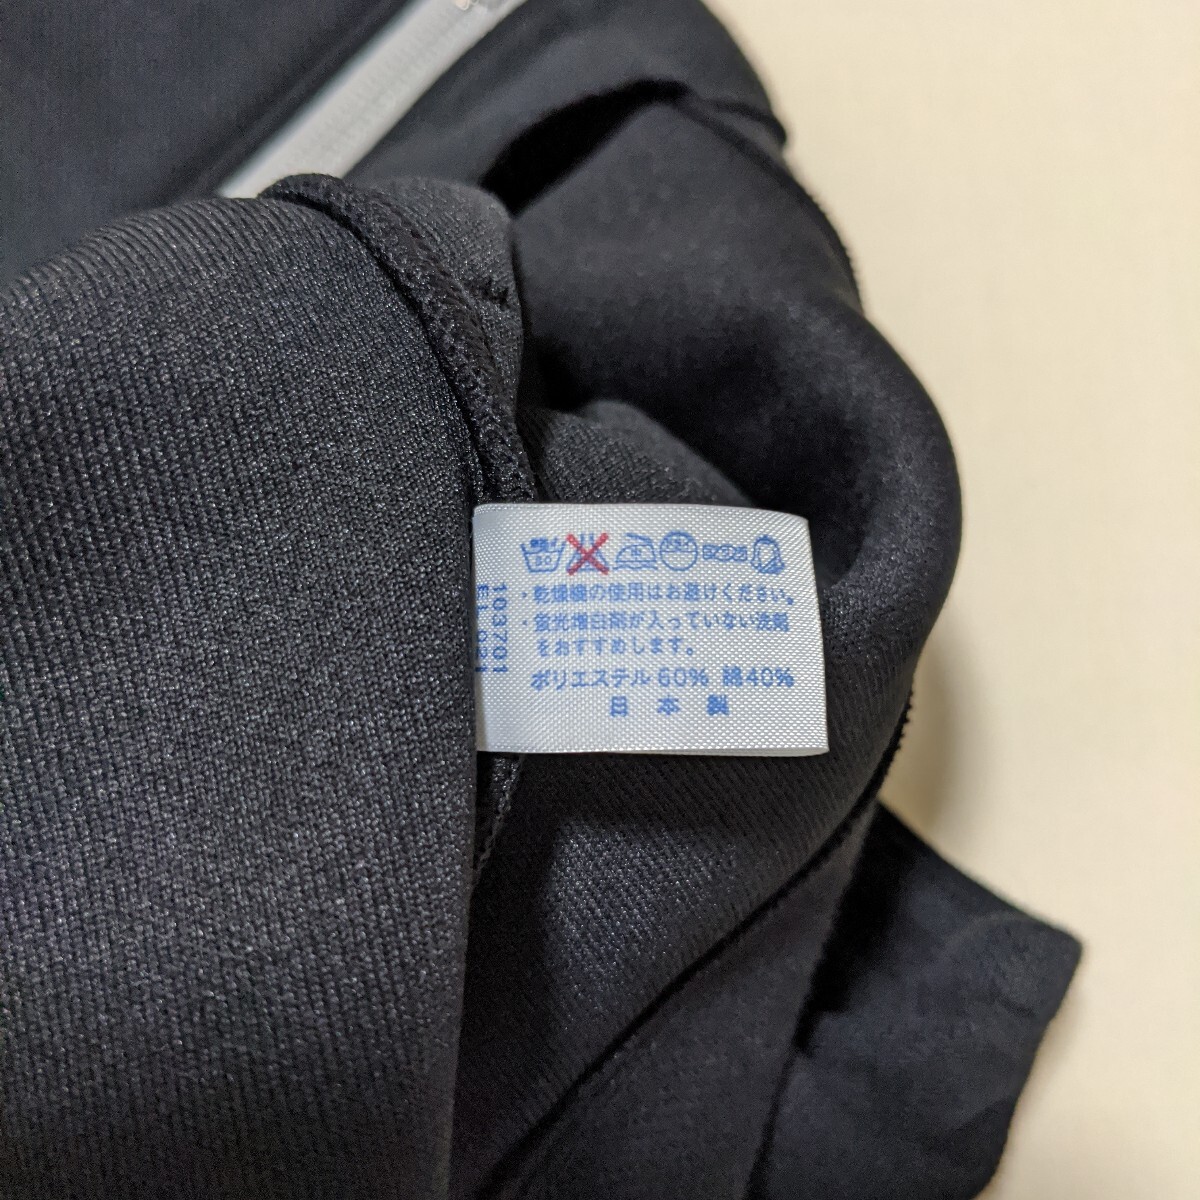 ・乾燥機の使用はお避けください。
・蛍光増白剤が入っていない洗剤
をおすすめします。
ポリエステル60% 綿40%
日本製
103701